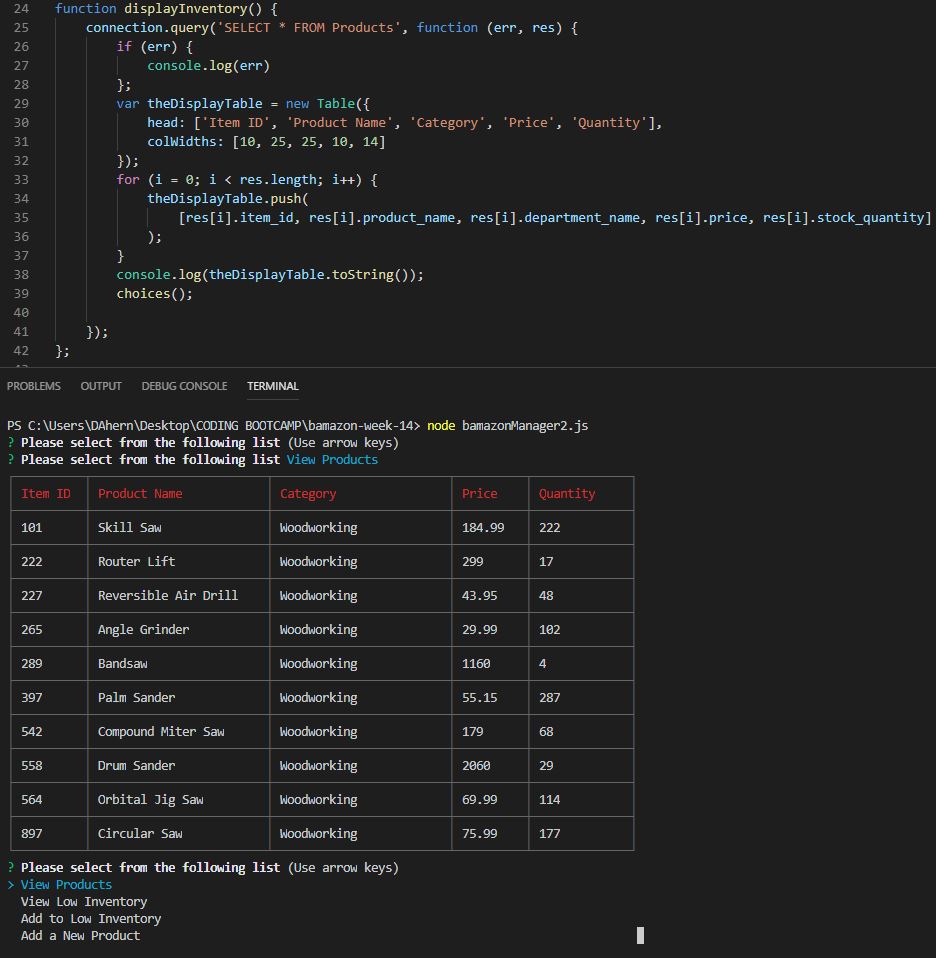 24 function displayInventory() {
25 connection.query('SELECT * FROM Products', function (err, res) {
26 if (err) {
27 console.log(err)
28 };
29 var theDisplayTable = new Table({
30 head: ['Item ID', 'Product Name', 'Category', 'Price', 'Quantity'],
31 colWidths: [10, 25, 25, 10, 14]
32 });
33 for (i = 0; i < res.length; i++) {
34 theDisplayTable.push(
35 [res[i].item_id, res[i].product_name, res[i].department_name, res[i].price, res[i].stock_quantity]
36 );
37 }
38 console.log(theDisplayTable.toString());
39 choices();
40
41 });
42 };
PROBLEMS OUTPUT DEBUG CONSOLE TERMINAL
PS C:\Users\DAhern\Desktop\CODING BOOTCAMP\bamazon-week-14> node bamazonManager2.js
? Please select from the following list (Use arrow keys)
? Please select from the following list View Products
Item ID Product Name Category Price Quantity
101 Skill Saw Woodworking 184.99 222
222 Router Lift Woodworking 299 17
227 Reversible Air Drill Woodworking 43.95 48
265 Angle Grinder Woodworking 29.99 102
289 Bandsaw Woodworking 1160 4
397 Palm Sander Woodworking 55.15 287
542 Compound Miter Saw Woodworking 179 68
558 Drum Sander Woodworking 2060 29
564 Orbital Jig Saw Woodworking 69.99 114
897 Circular Saw Woodworking 75.99 177
? Please select from the following list (Use arrow keys)
> View Products
View Low Inventory
Add to Low Inventory
Add a New Product